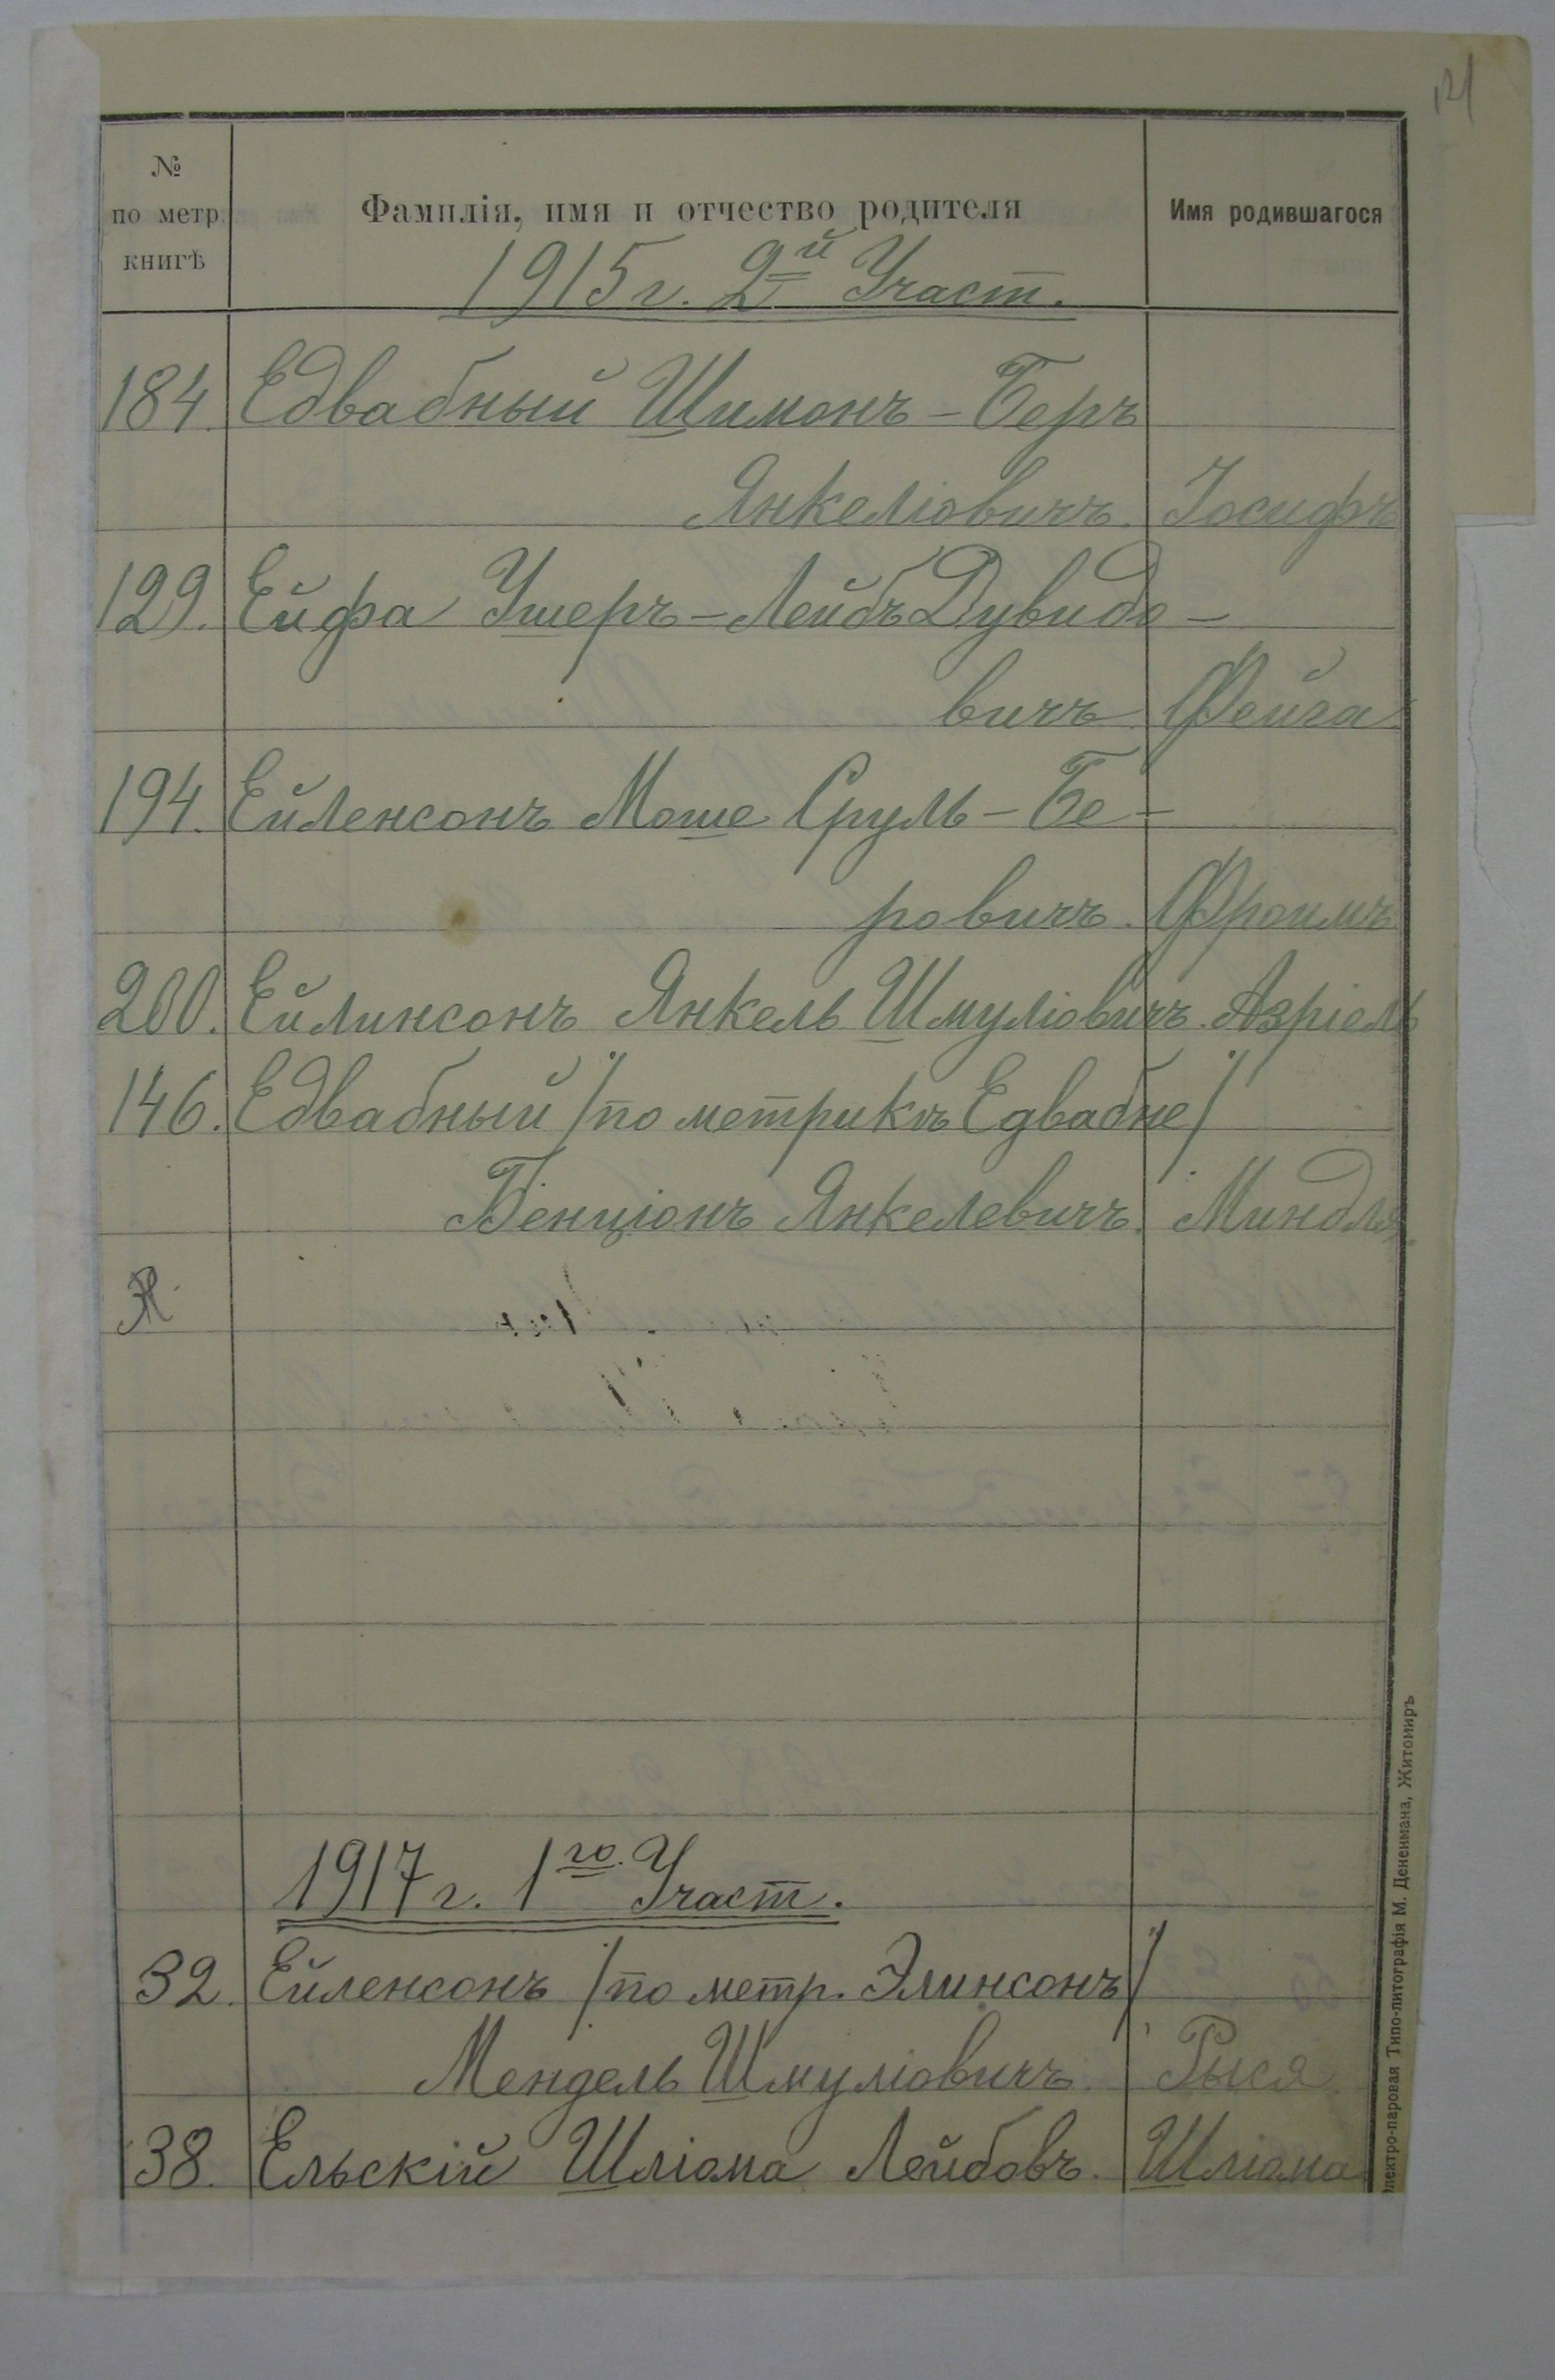 121
№
по метр.
книгѣ
Фамилія, имя и отчество родителя
Имя родившагося
1915 г. 2й Участ.
184. Едвабный Шимонъ-Беръ
Янкеліовичъ. Іосифъ
129. Ейфа Ушеръ-Лейбъ Дувидо-
вичъ Фейга
194. Ейленсонъ Моше Сруль-Бе-
ровичъ. Фроимъ
200. Ейлинсонъ Янкель Шмуліовичъ. Азріель
146. Едвабный /по метрикѣ Едвабне/
Бенціонъ Янкелевичъ. Миндля
1917 г. 1го Участ.
32. Ейленсонъ /по метр. Элинсонъ/
Мендель Шмуліовичъ. Рыся
38. Ельскій Шліома Лейбовъ. Шліома
Электро-паровая Типо-литографія М. Дененмана, Житомиръ